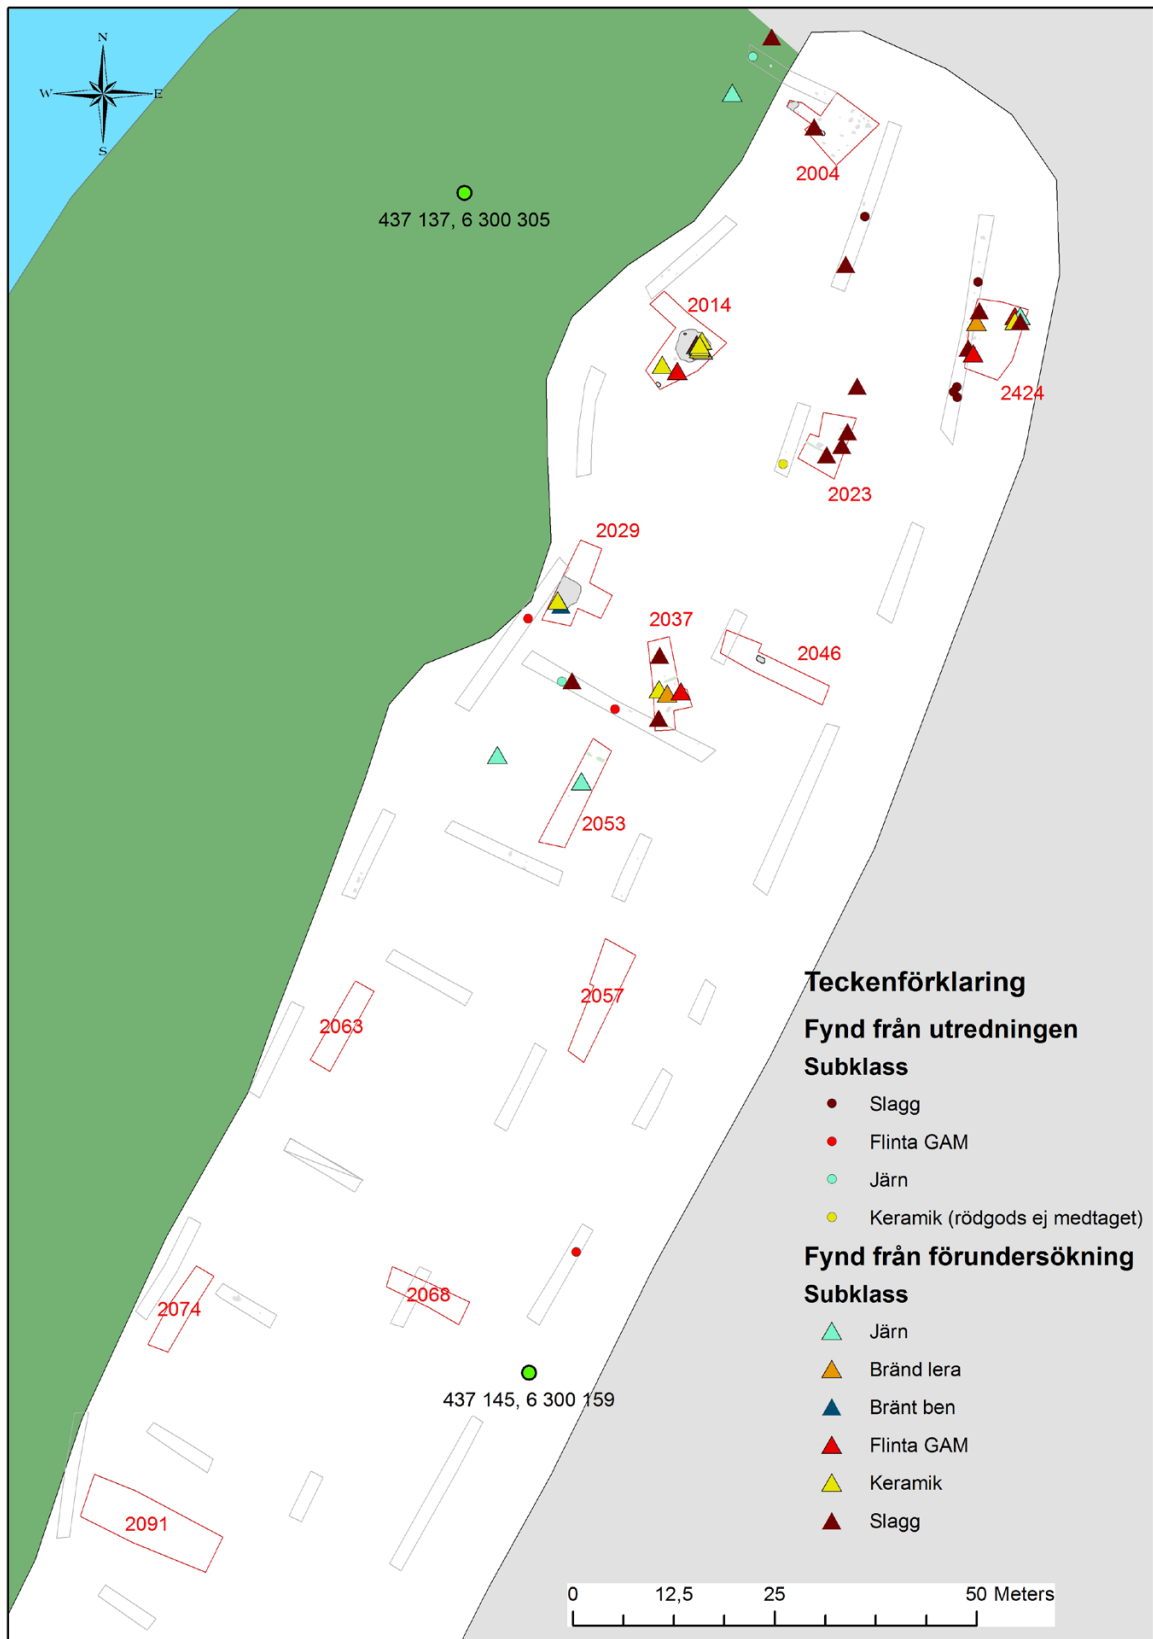 N
W E
S
437 137, 6 300 305
2004
2014
2424
2023
2029
2037
2046
2053
2057
2063
2074
2068
437 145, 6 300 159
2091
Teckenförklaring
Fynd från utredningen
Subklass
Slagg
Flinta GAM
Järn
Keramik (rödgods ej medtaget)
Fynd från förundersökning
Subklass
Järn
Bränd lera
Bränt ben
Flinta GAM
Keramik
Slagg
0 12,5 25 50 Meters